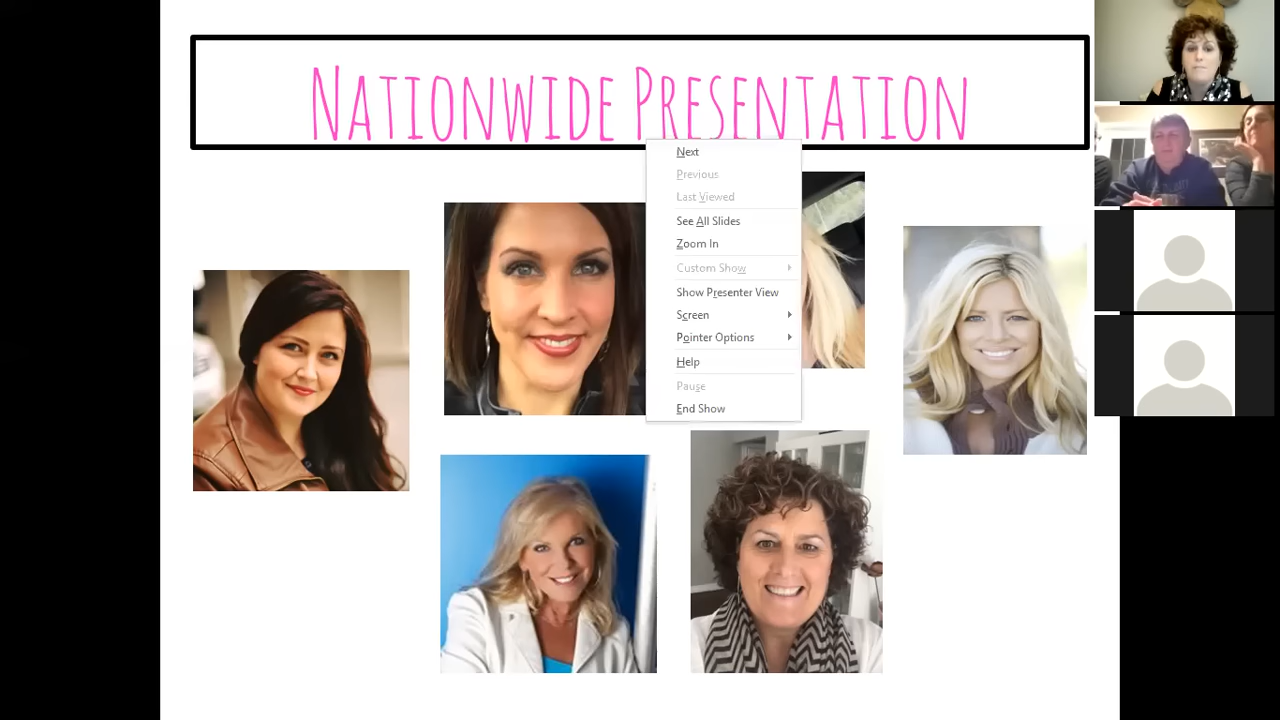 NATIONWIDE PRESENTATION
Next
Previous
Last Viewed
See All Slides
Zoom In
Custom Show
Show Presenter View
Screen
Pointer Options
Help
Pause
End Show